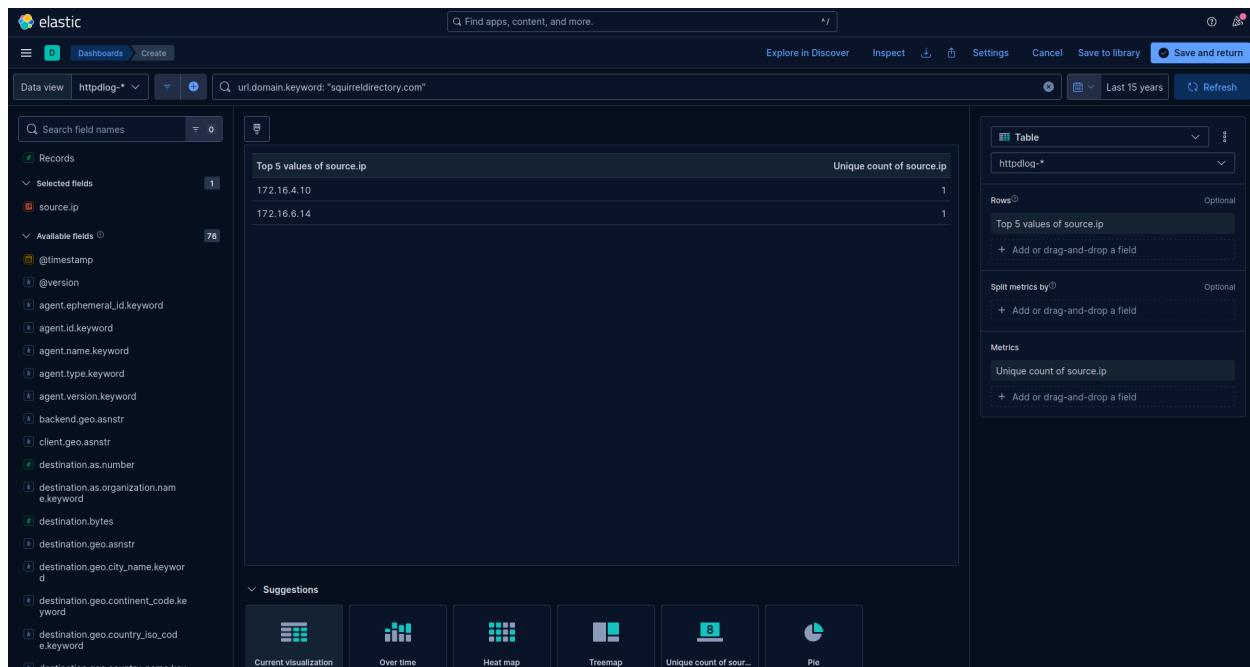 elastic
Find apps, content, and more.
^/
D
Dashboards
Create
Explore in Discover
Inspect
Settings
Cancel
Save to library
Save and return
Data view
httpdlog-*
url.domain.keyword: "squirreldirectory.com"
Last 15 years
Refresh
Search field names
0
Records
Selected fields
1
source.ip
Available fields
76
@timestamp
@version
agent.ephemeral_id.keyword
agent.id.keyword
agent.name.keyword
agent.type.keyword
agent.version.keyword
backend.geo.asnstr
client.geo.asnstr
destination.as.number
destination.as.organization.nam
e.keyword
destination.bytes
destination.geo.asnstr
destination.geo.city_name.keywor
d
destination.geo.continent_code.ke
yword
destination.geo.country_iso_cod
e.keyword
Top 5 values of source.ip Unique count of source.ip
172.16.4.10 1
172.16.6.14 1
Suggestions
Current visualization
Over time
Heat map
Treemap
8
Unique count of sour...
Pie
Table
httpdlog-*
Rows
Optional
Top 5 values of source.ip
+ Add or drag-and-drop a field
Split metrics by
Optional
+ Add or drag-and-drop a field
Metrics
Unique count of source.ip
+ Add or drag-and-drop a field